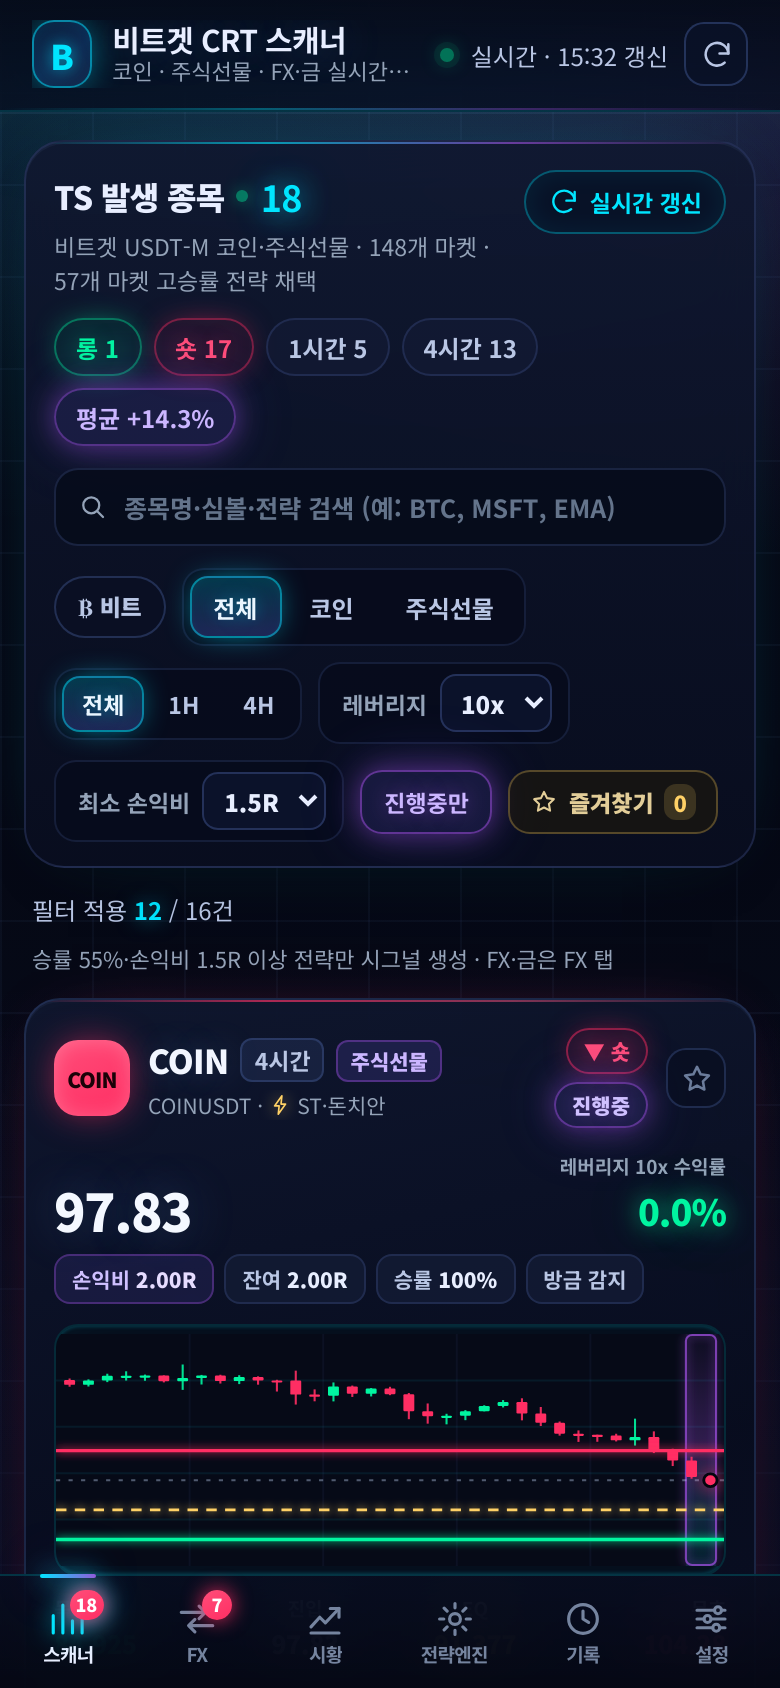 B
비트겟 CRT 스캐너
코인 · 주식선물 · FX·금 실시간…
실시간 · 15:32 갱신
TS 발생 종목 18
실시간 갱신
비트겟 USDT-M 코인·주식선물 · 148개 마켓 ·
57개 마켓 고승률 전략 채택
롱 1
숏 17
1시간 5
4시간 13
평균 +14.3%
종목명·심볼·전략 검색 (예: BTC, MSFT, EMA)
₿ 비트
전체
코인
주식선물
전체
1H
4H
레버리지
10x
최소 손익비
1.5R
진행중만
즐겨찾기 0
필터 적용 12 / 16건
승률 55%·손익비 1.5R 이상 전략만 시그널 생성 · FX·금은 FX 탭
COIN
COIN
4시간
주식선물
▼ 숏
COINUSDT · ST·돈치안
진행중
레버리지 10x 수익률
97.83
0.0%
손익비 2.00R
잔여 2.00R
승률 100%
방금 감지
18
7
스캐너
FX
시황
전략엔진
기록
설정